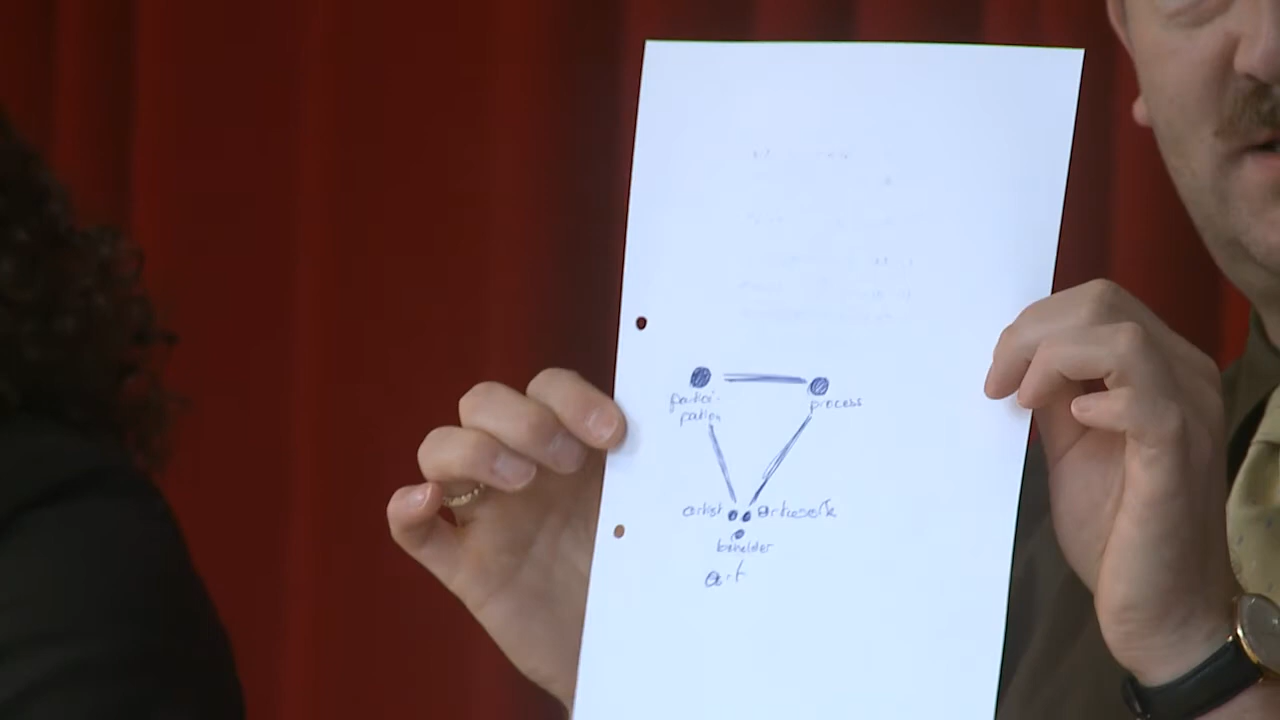 partici-
pation
process
artist artwork
beholder
art